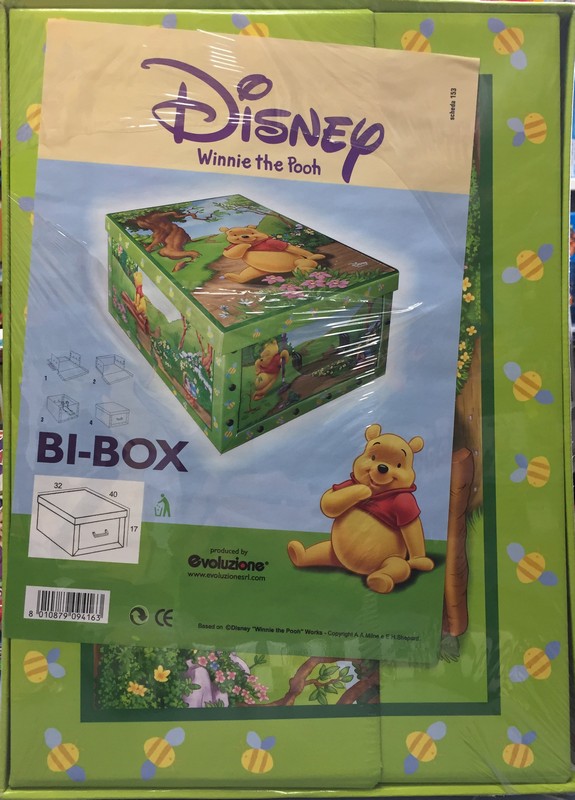 scheda 153
DISNEY
Winnie the Pooh
1
2
3
4
BI-BOX
32
40
17
produced by
evoluzione®
www.evoluzionesrl.com
8 010879 094163
CE
Based on ©Disney "Winnie the Pooh" Works - Copyright A.A.Milne e E.H.Shepard